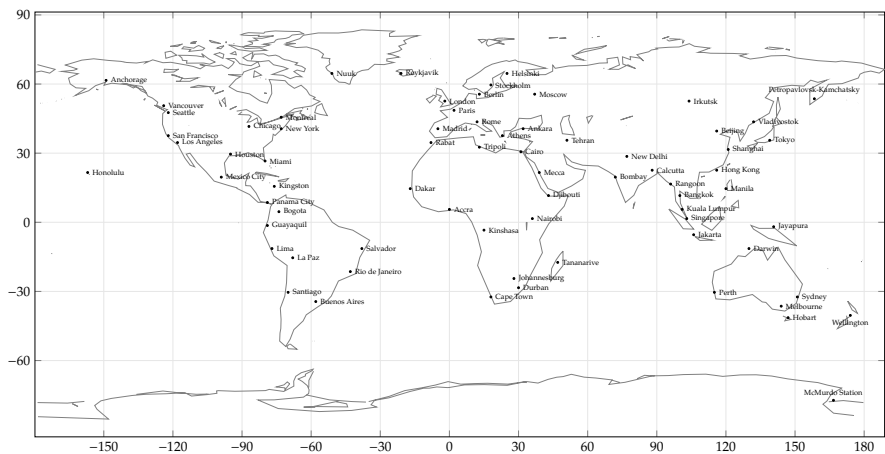 90
60
30
0
−30
−60
−150
−120
−90
−60
−30
0
30
60
90
120
150
180
Nuuk
Reykjavik
Helsinki
Anchorage
Stockholm
Petropavlovsk-Kamchatsky
Berlin
Moscow
Irkutsk
London
Vancouver
Seattle
Paris
Montreal
Rome
Vladivostok
Chicago
New York
Madrid
Ankara
Beijing
San Francisco
Athens
Los Angeles
Rabat
Tehran
Tokyo
Tripoli
Cairo
Shanghai
Houston
New Delhi
Miami
Honolulu
Mecca
Calcutta
Hong Kong
Mexico City
Bombay
Kingston
Rangoon
Dakar
Manila
Djibouti
Bangkok
Panama City
Accra
Kuala Lumpur
Bogota
Nairobi
Singapore
Guayaquil
Kinshasa
Jayapura
Jakarta
Lima
Salvador
Darwin
La Paz
Tananarive
Rio de Janeiro
Johannesburg
Durban
Santiago
Cape Town
Perth
Sydney
Buenos Aires
Melbourne
Hobart
Wellington
McMurdo Station